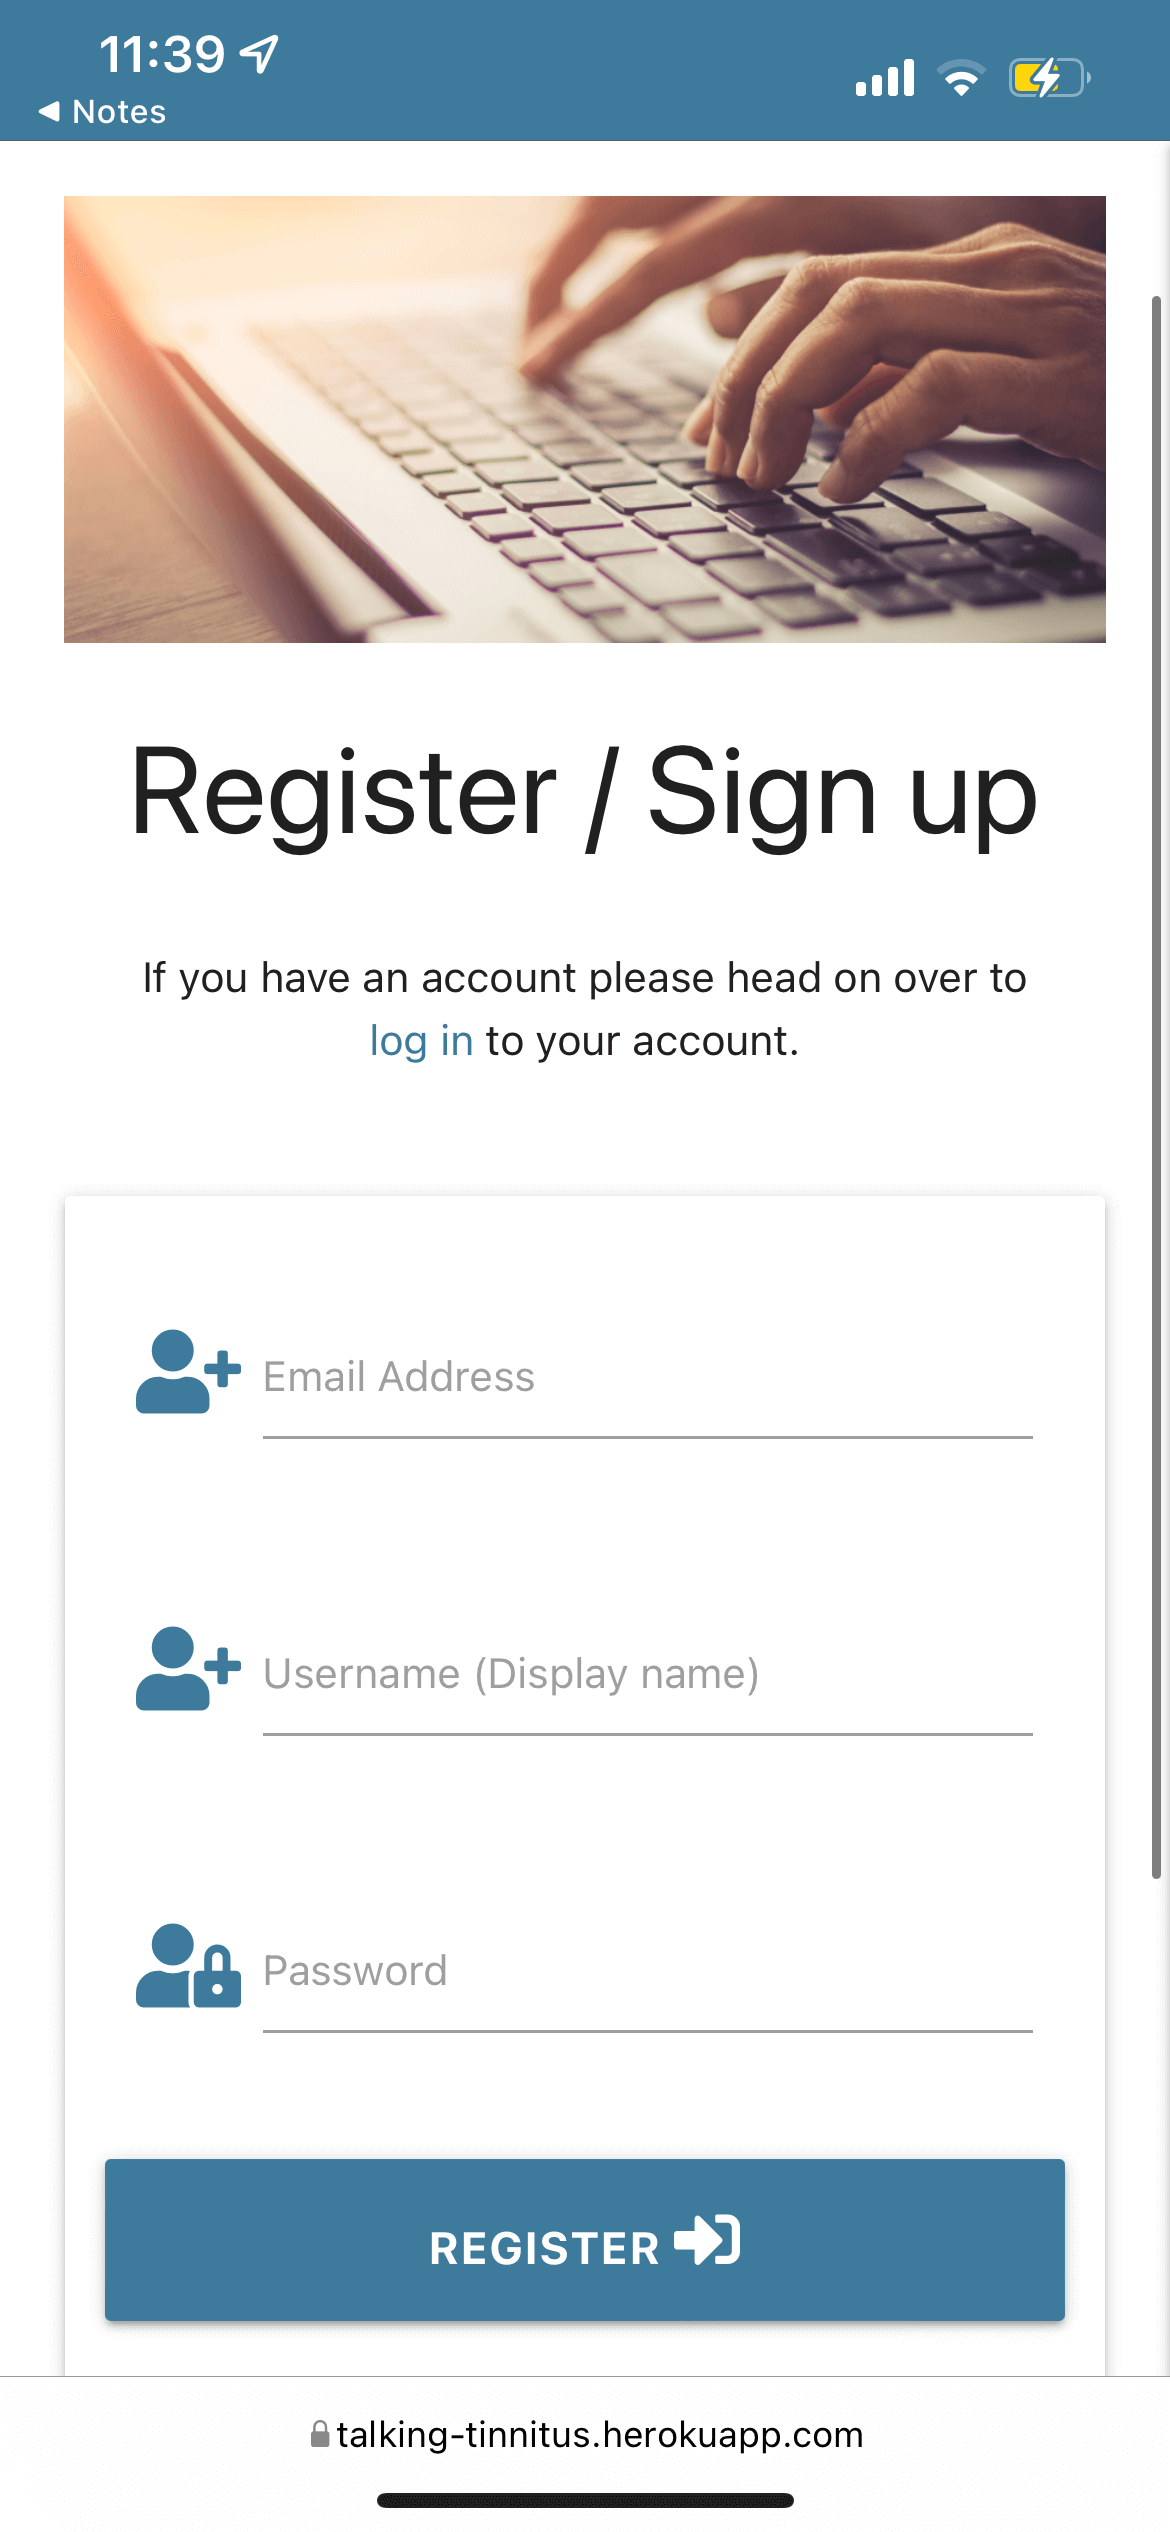 11:39
◀ Notes
Register / Sign up
If you have an account please head on over to
log in to your account.
Email Address
Username (Display name)
Password
REGISTER
talking-tinnitus.herokuapp.com